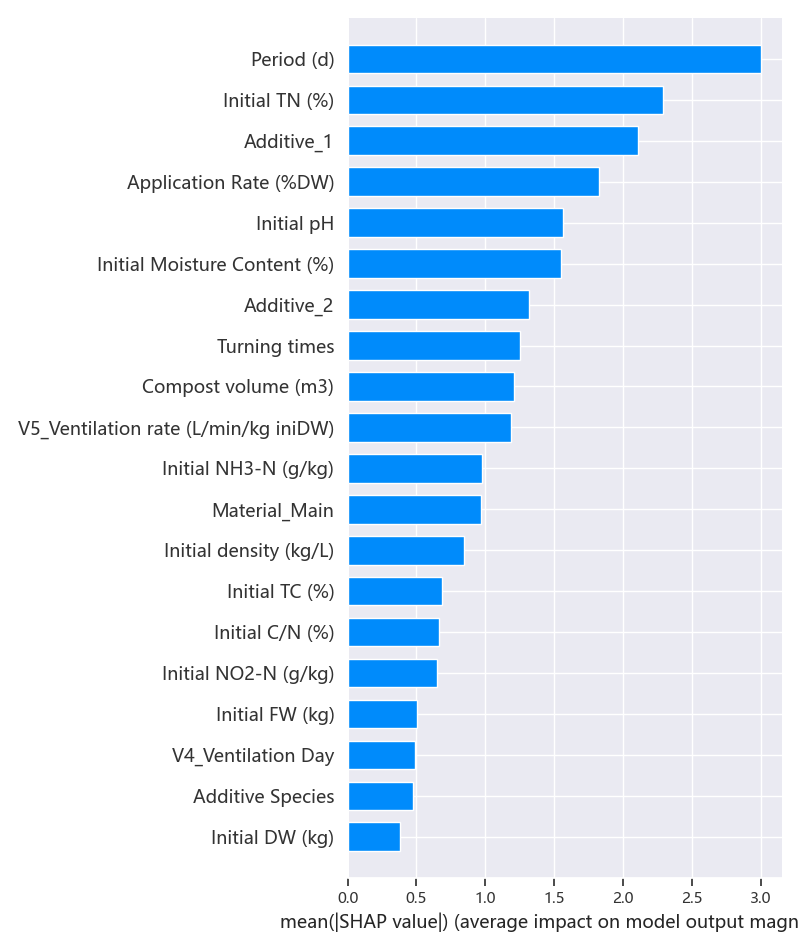 Period (d)
Initial TN (%)
Additive_1
Application Rate (%DW)
Initial pH
Initial Moisture Content (%)
Additive_2
Turning times
Compost volume (m3)
V5_Ventilation rate (L/min/kg iniDW)
Initial NH3-N (g/kg)
Material_Main
Initial density (kg/L)
Initial TC (%)
Initial C/N (%)
Initial NO2-N (g/kg)
Initial FW (kg)
V4_Ventilation Day
Additive Species
Initial DW (kg)
0.0 0.5 1.0 1.5 2.0 2.5 3.0
mean(|SHAP value|) (average impact on model output magn